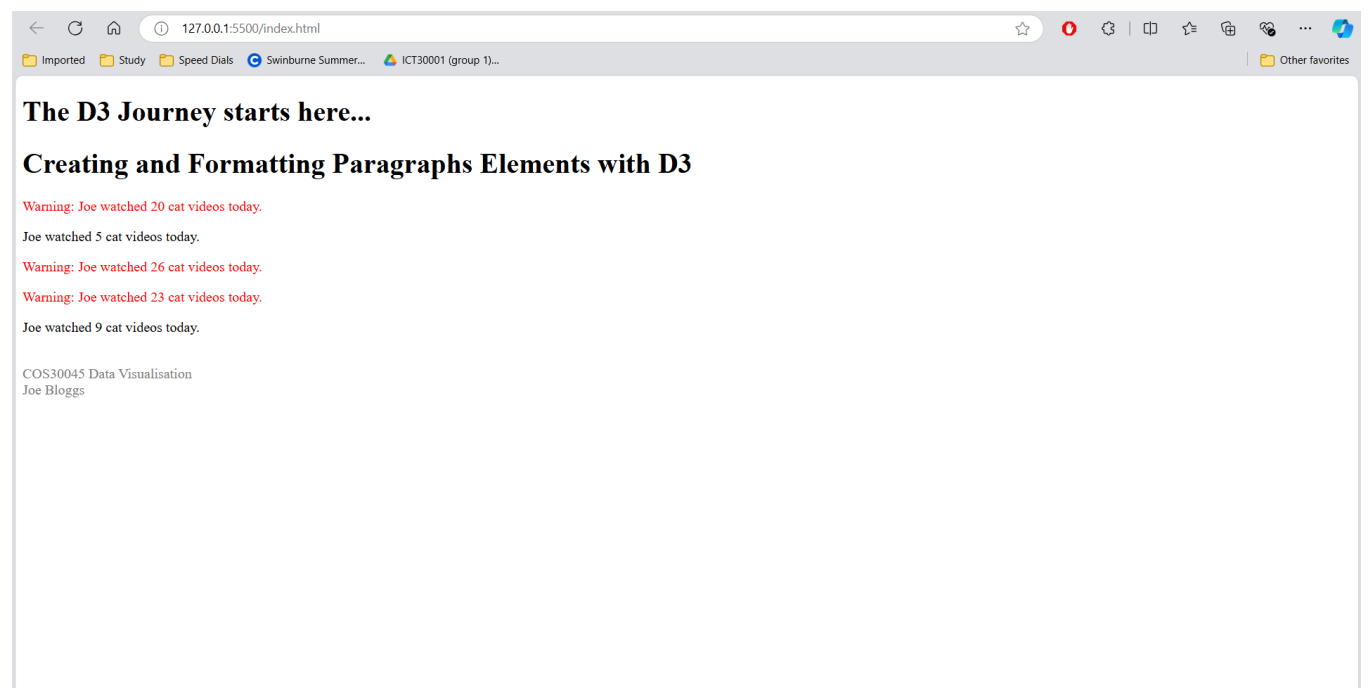 127.0.0.1:5500/index.html
Imported Study Speed Dials Swinburne Summer... ICT30001 (group 1)... Other favorites
The D3 Journey starts here...
Creating and Formatting Paragraphs Elements with D3
Warning: Joe watched 20 cat videos today.
Joe watched 5 cat videos today.
Warning: Joe watched 26 cat videos today.
Warning: Joe watched 23 cat videos today.
Joe watched 9 cat videos today.
COS30045 Data Visualisation
Joe Bloggs